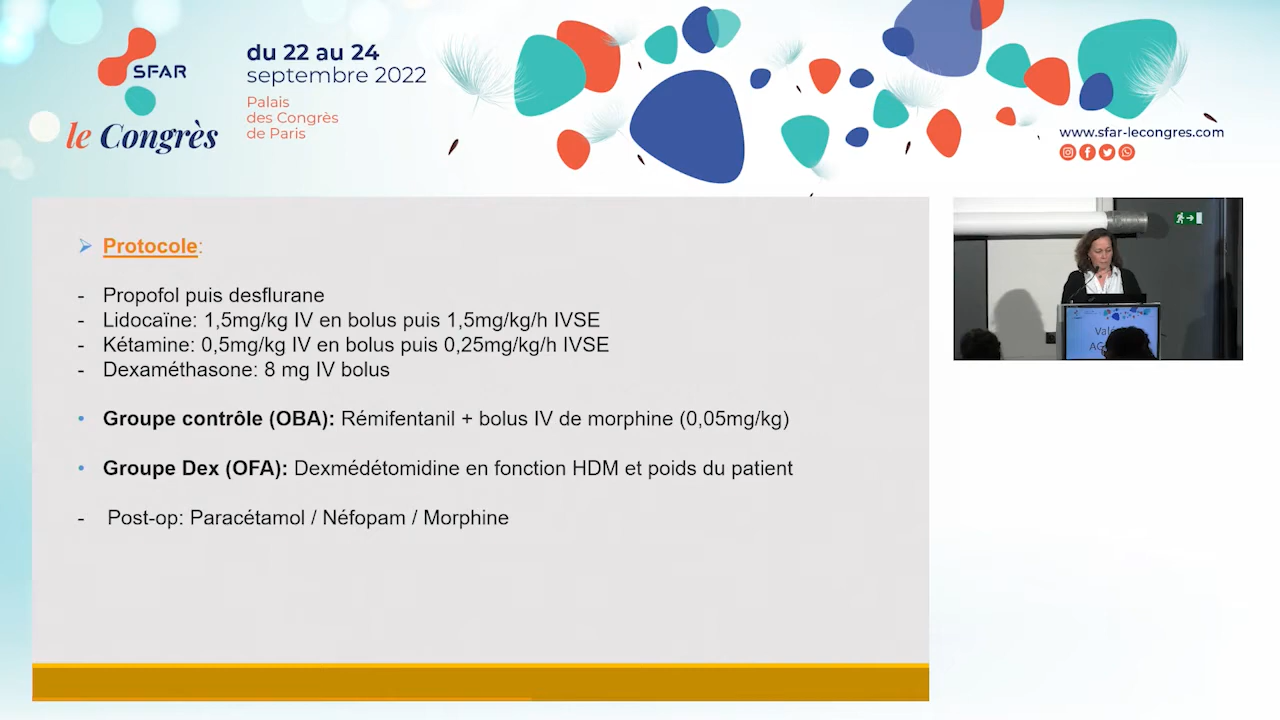 SFAR
le Congrès
du 22 au 24
septembre 2022
Palais
des Congrès
de Paris
www.sfar-lecongres.com
Protocole:
- Propofol puis desflurane
- Lidocaïne: 1,5mg/kg IV en bolus puis 1,5mg/kg/h IVSE
- Kétamine: 0,5mg/kg IV en bolus puis 0,25mg/kg/h IVSE
- Dexaméthasone: 8 mg IV bolus
• Groupe contrôle (OBA): Rémifentanil + bolus IV de morphine (0,05mg/kg)
• Groupe Dex (OFA): Dexmédétomidine en fonction HDM et poids du patient
- Post-op: Paracétamol / Néfopam / Morphine